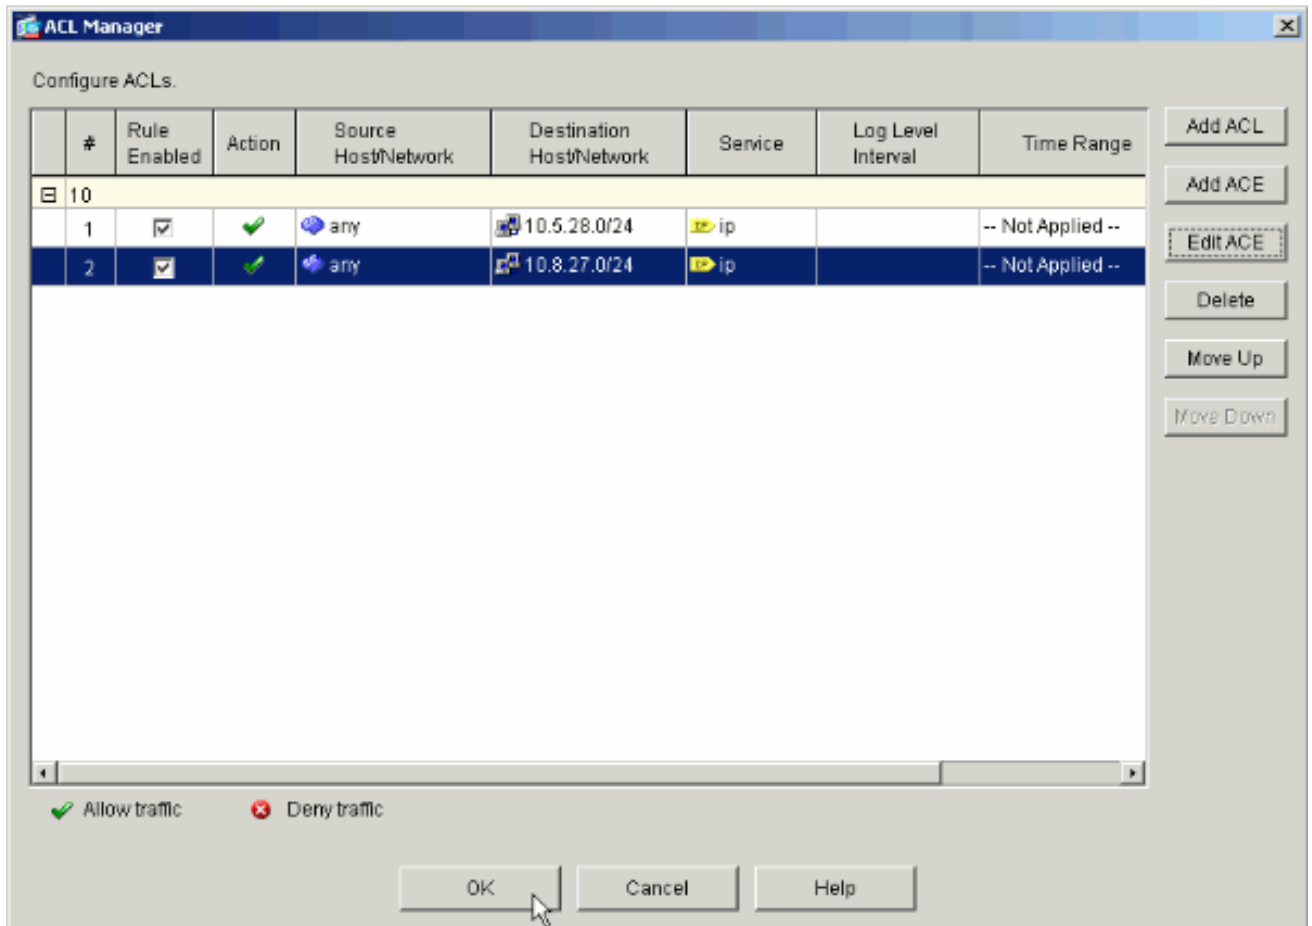 ACL Manager
Configure ACLs.
# Rule Enabled Action Source Host/Network Destination Host/Network Service Log Level Interval Time Range
10
1 any 10.5.28.0/24 IP ip -- Not Applied --
2 any 10.8.27.0/24 IP ip -- Not Applied --
Add ACL
Add ACE
Edit ACE
Delete
Move Up
Move Down
Allow traffic Deny traffic
OK Cancel Help